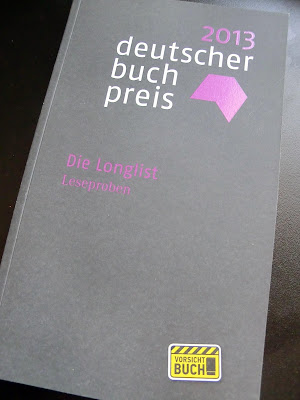 2013
deutscher
buch
preis
Die Longlist
Leseproben
VORSICHT
BUCH